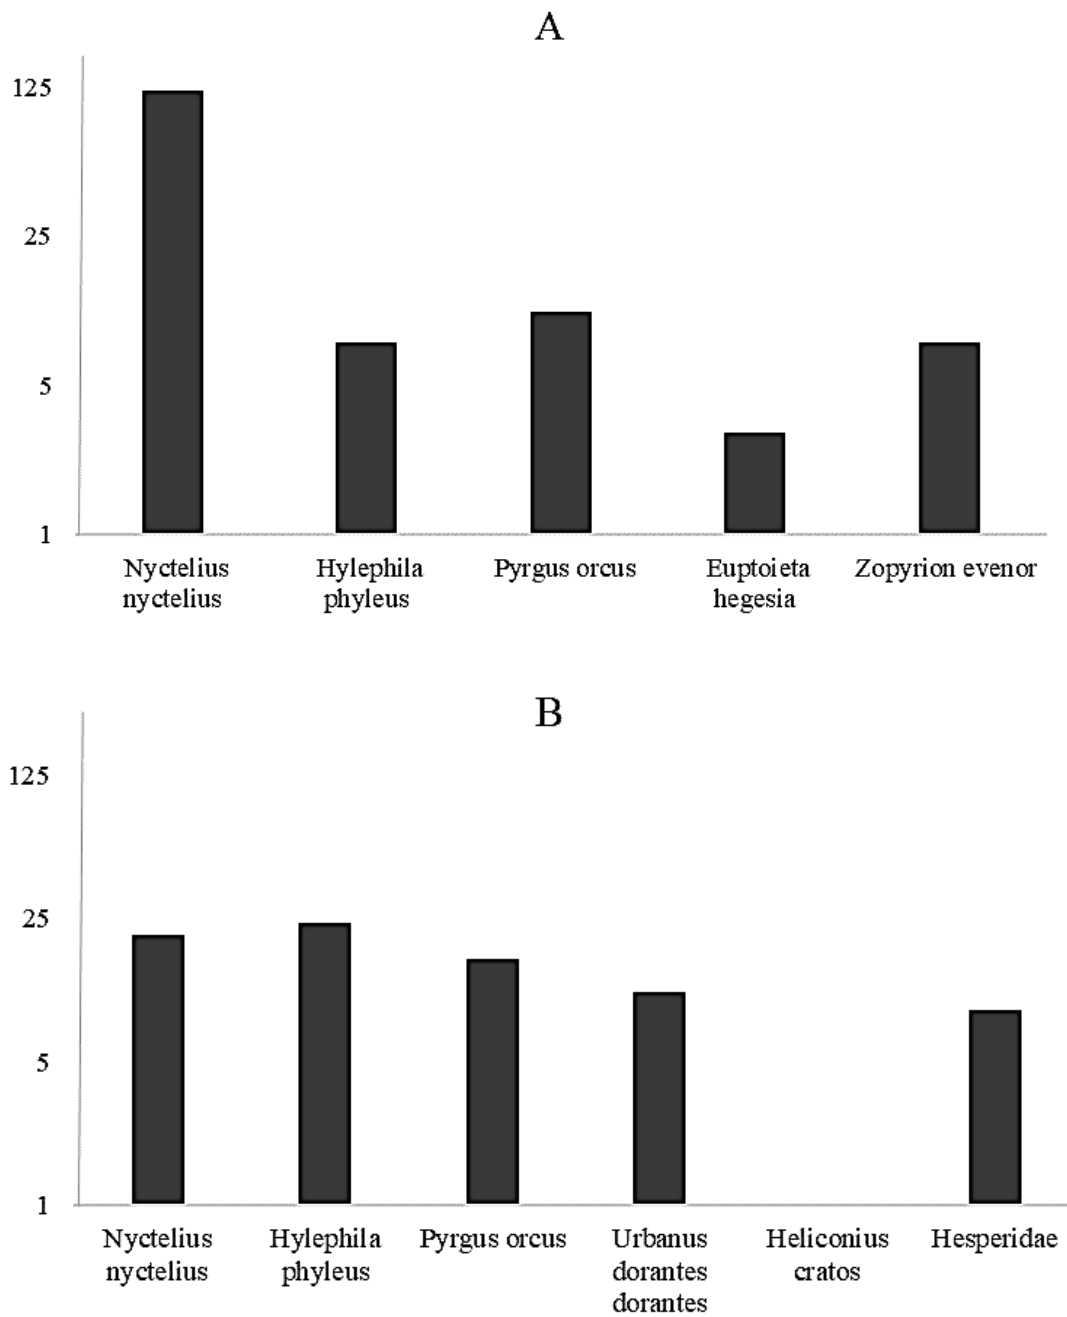 A
125
25
5
1
Nyctelius nyctelius
Hylephila phyleus
Pyrgus orcus
Euptoieta hegesia
Zopyrion evenor
B
125
25
5
1
Nyctelius nyctelius
Hylephila phyleus
Pyrgus orcus
Urbanus dorantes dorantes
Heliconius cratos
Hesperidae